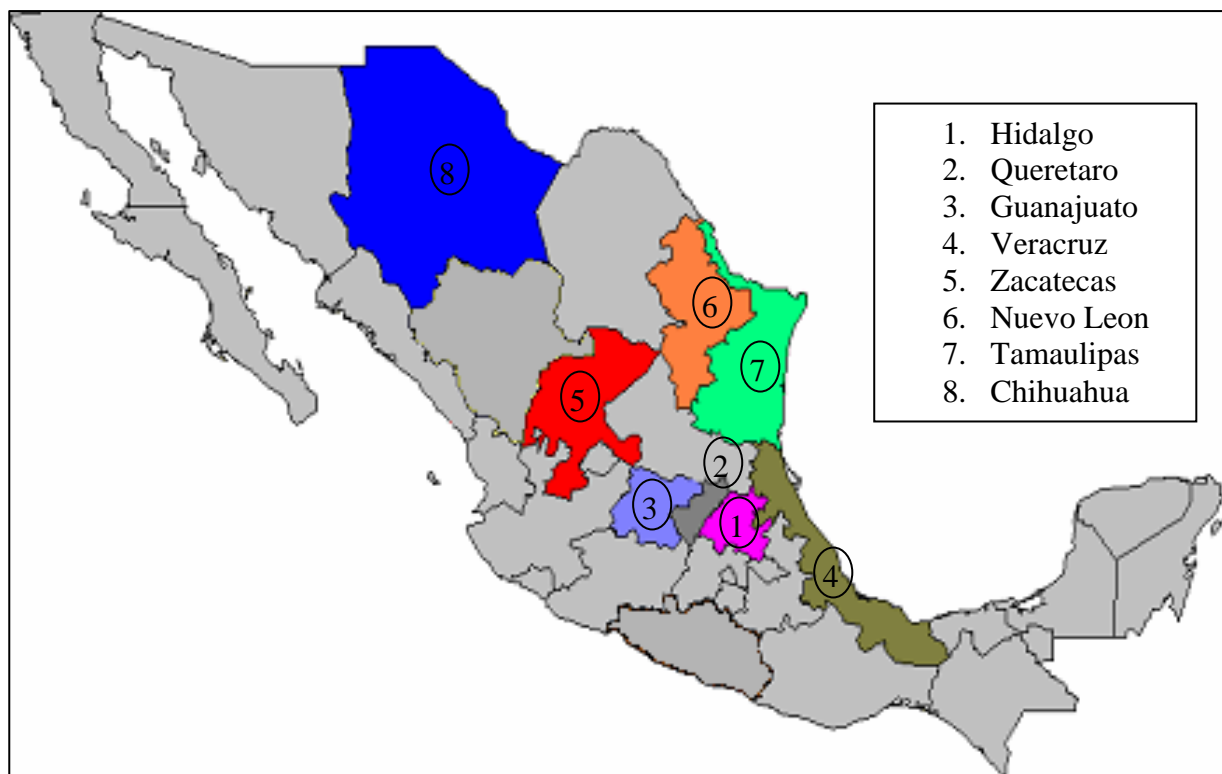 8
6
7
5
2
3
1
4
1. Hidalgo
2. Queretaro
3. Guanajuato
4. Veracruz
5. Zacatecas
6. Nuevo Leon
7. Tamaulipas
8. Chihuahua